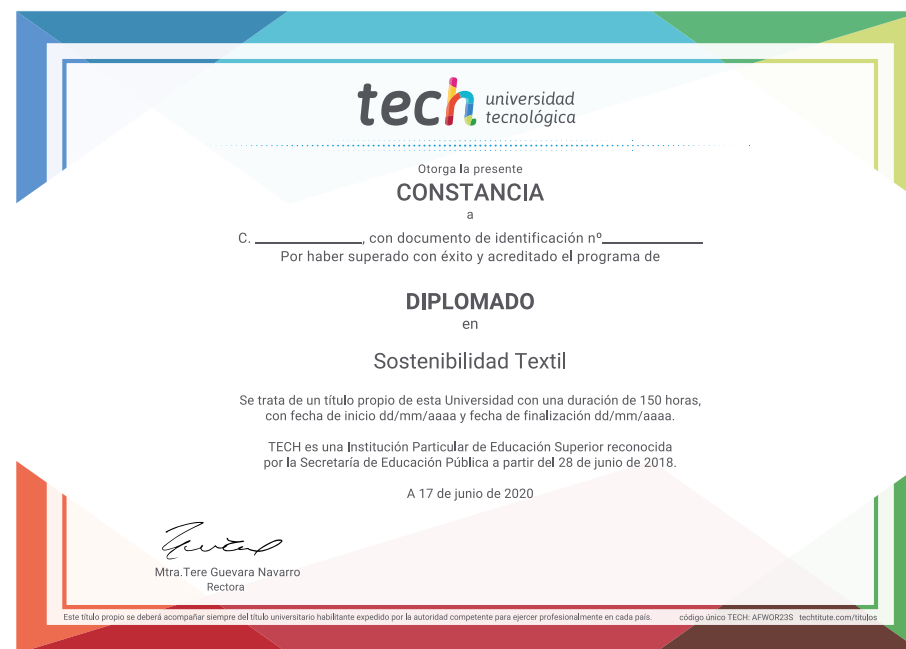 tech universidad
tecnológica
Otorga la presente
CONSTANCIA
a
C. ____________, con documento de identificación nº____________
Por haber superado con éxito y acreditado el programa de
DIPLOMADO
en
Sostenibilidad Textil
Se trata de un título propio de esta Universidad con una duración de 150 horas,
con fecha de inicio dd/mm/aaaa y fecha de finalización dd/mm/aaaa.
TECH es una Institución Particular de Educación Superior reconocida
por la Secretaría de Educación Pública a partir del 28 de junio de 2018.
A 17 de junio de 2020
Mtra.Tere Guevara Navarro
Rectora
Este título propio se deberá acompañar siempre del título universitario habilitante expedido por la autoridad competente para ejercer profesionalmente en cada país. código único TECH: AFWOR23S techtitute.com/titulos